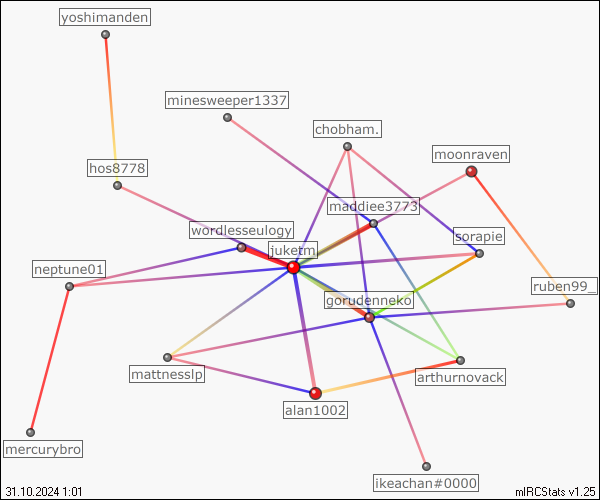 yoshimanden
minesweeper1337
chobham.
moonraven
hos8778
maddiee3773
wordlesseulogy
sorapie
juketm
neptune01
ruben99_
gorudenneko
mattnesslp
arthurnovack
alan1002
mercurybro
ikeachan#0000
31.10.2024 1:01
mIRCStats v1.25